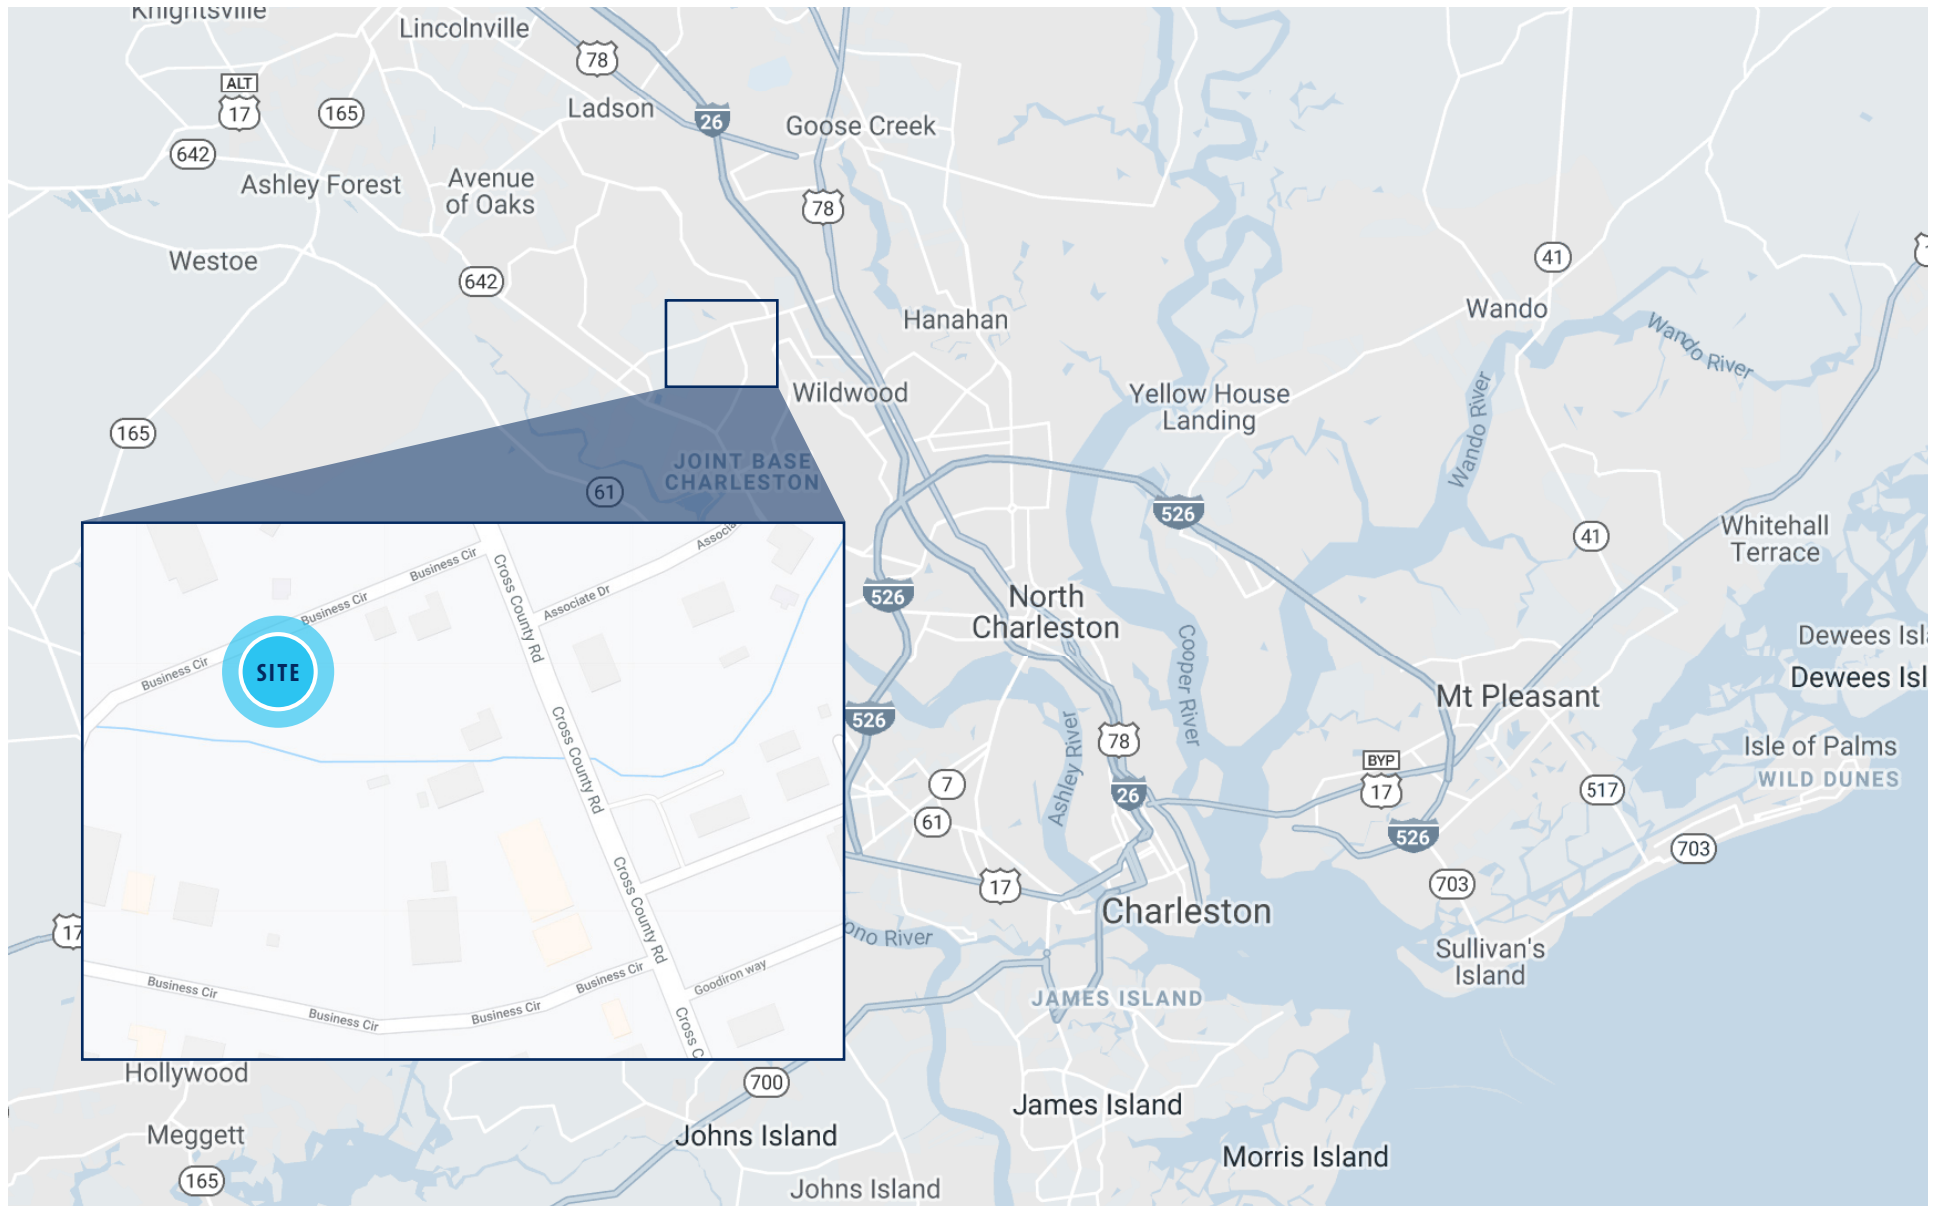 Knightsville
Lincolnville
78
ALT
17
165
Ladson
26
Goose Creek
642
Ashley Forest
Avenue
of Oaks
78
Westoe
642
41
Wando
Wando River
Hanahan
Wildwood
Yellow House
Landing
Wando River
165
JOINT BASE
CHARLESTON
61
526
41
Whitehall
Terrace
526
North
Charleston
Cooper River
Dewees Isl
Dewees Isl
Mt Pleasant
526
Ashley River
78
BYP
17
Isle of Palms
WILD DUNES
7
26
517
61
526
703
17
703
Charleston
17
ono River
Sullivan's
Island
JAMES ISLAND
Business Cir
Business Cir
Business Cir
Cross County Rd
Associate Dr
Associa
SITE
Cross County Rd
Cross County Rd
Business Cir
Business Cir
Business Cir
Business Cir
Goodiron way
Cross C
Hollywood
700
James Island
Meggett
Johns Island
Morris Island
165
Johns Island